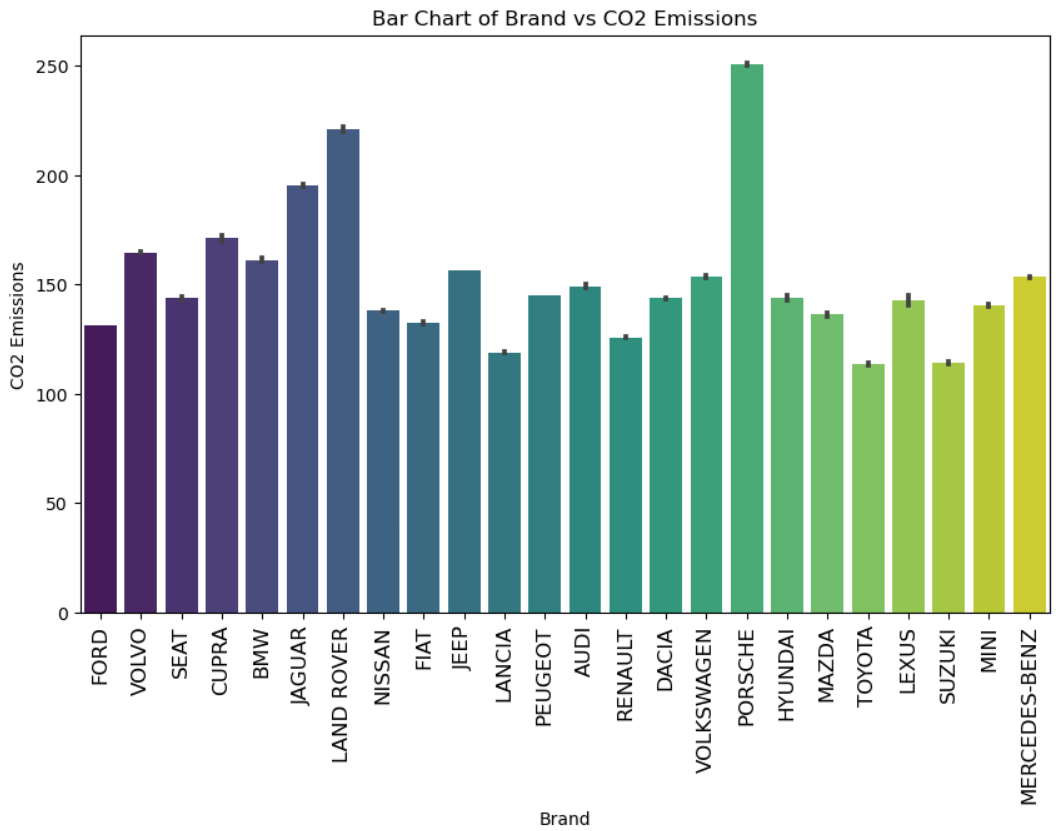 Bar Chart of Brand vs CO2 Emissions
CO2 Emissions
250
200
150
100
50
0
FORD
VOLVO
SEAT
CUPRA
BMW
JAGUAR
LAND ROVER
NISSAN
FIAT
JEEP
LANCIA
PEUGEOT
AUDI
RENAULT
DACIA
VOLKSWAGEN
PORSCHE
HYUNDAI
MAZDA
TOYOTA
LEXUS
SUZUKI
MINI
MERCEDES-BENZ
Brand